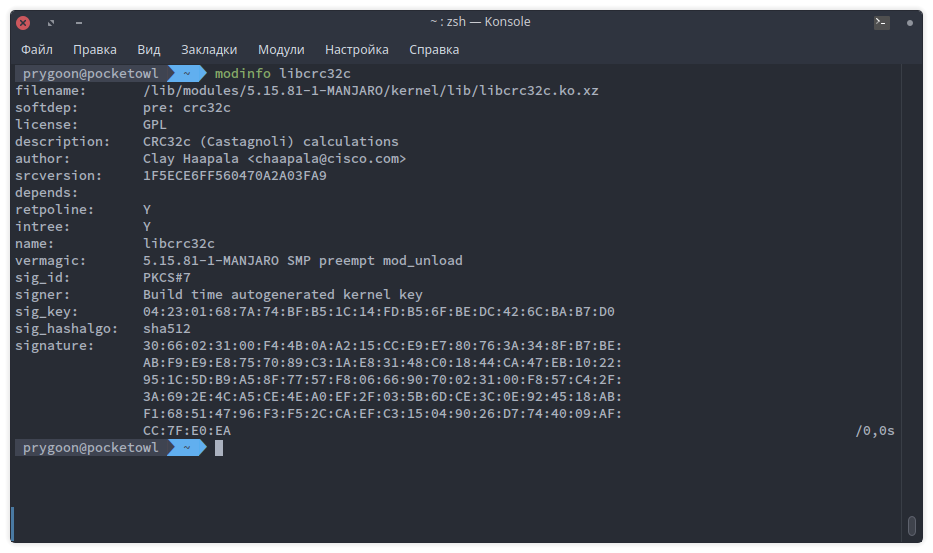 ~ : zsh — Konsole
Файл Правка Вид Закладки Модули Настройка Справка
prygoon@pocketowl ~ modinfo libcrc32c
filename: /lib/modules/5.15.81-1-MANJARO/kernel/lib/libcrc32c.ko.xz
softdep: pre: crc32c
license: GPL
description: CRC32c (Castagnoli) calculations
author: Clay Haapala <chaapala@cisco.com>
srcversion: 1F5ECE6FF560470A2A03FA9
depends:
retpoline: Y
intree: Y
name: libcrc32c
vermagic: 5.15.81-1-MANJARO SMP preempt mod_unload
sig_id: PKCS#7
signer: Build time autogenerated kernel key
sig_key: 04:23:01:68:7A:74:BF:B5:1C:14:FD:B5:6F:BE:DC:42:6C:BA:B7:D0
sig_hashalgo: sha512
signature: 30:66:02:31:00:F4:4B:0A:A2:15:CC:E9:E7:80:76:3A:34:8F:B7:BE:
AB:F9:E9:E8:75:70:89:C3:1A:E8:31:48:C0:18:44:CA:47:EB:10:22:
95:1C:5D:B9:A5:8F:77:57:F8:06:66:90:70:02:31:00:F8:57:C4:2F:
3A:69:2E:4C:A5:CE:4E:A0:EF:2F:03:5B:6D:CE:3C:0E:92:45:18:AB:
F1:68:51:47:96:F3:F5:2C:CA:EF:C3:15:04:90:26:D7:74:40:09:AF:
CC:7F:E0:EA /0,0s
prygoon@pocketowl ~